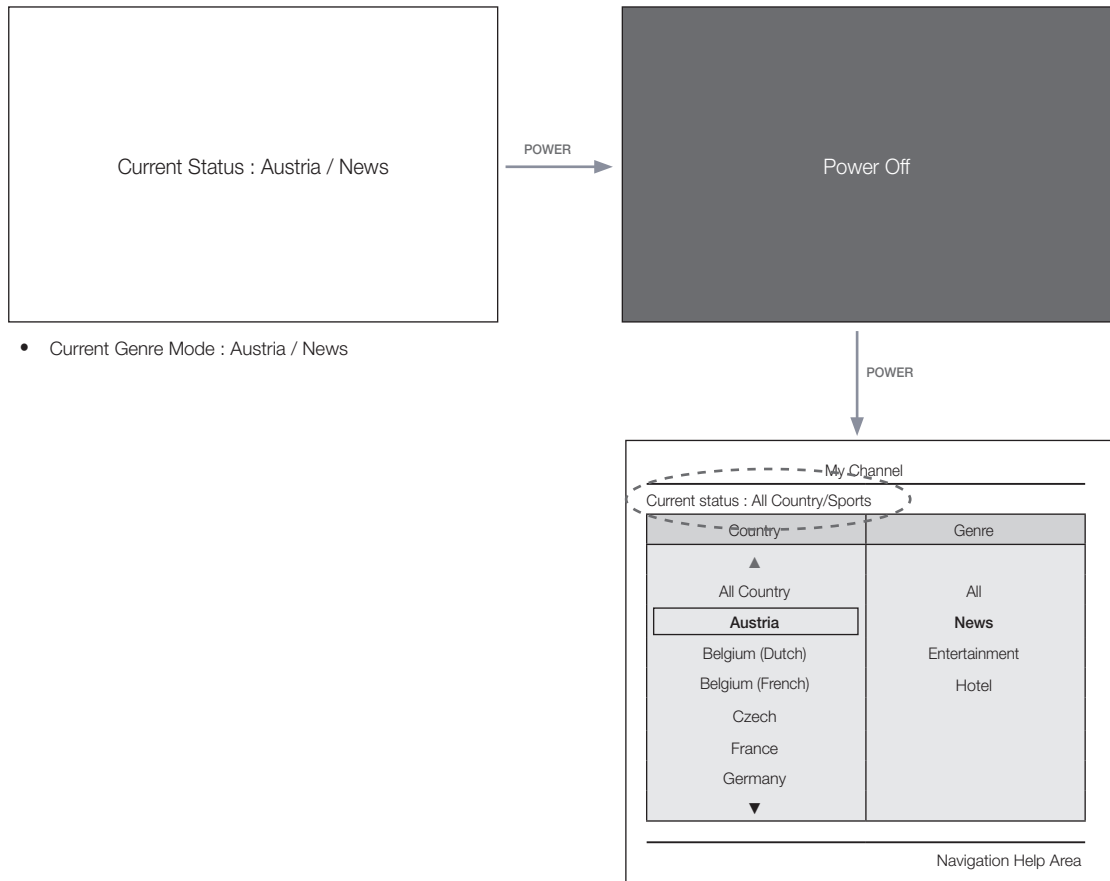 Current Status : Austria / News
POWER
Power Off
• Current Genre Mode : Austria / News
POWER
My Channel
Current status : All Country/Sports
Country Genre
▲
All Country All
Austria News
Belgium (Dutch) Entertainment
Belgium (French) Hotel
Czech
France
Germany
▼
Navigation Help Area